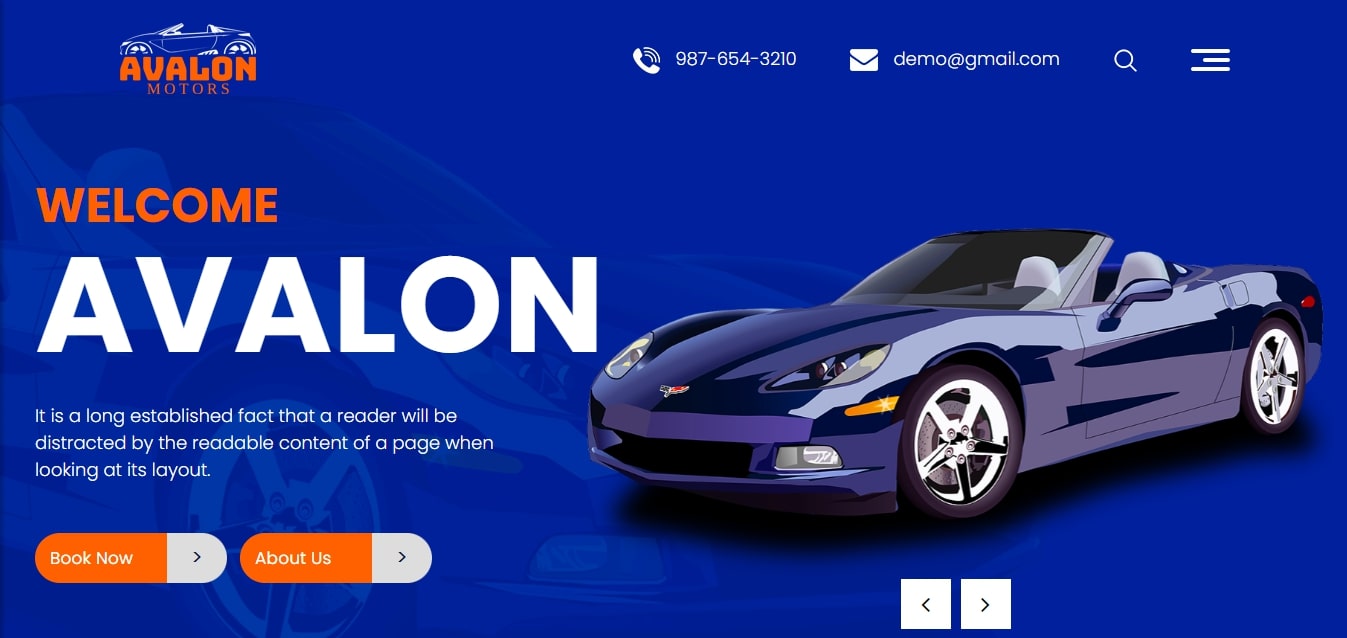 AVALON
MOTORS
987-654-3210
demo@gmail.com
WELCOME
AVALON
It is a long established fact that a reader will be
distracted by the readable content of a page when
looking at its layout.
Book Now >
About Us >
< >